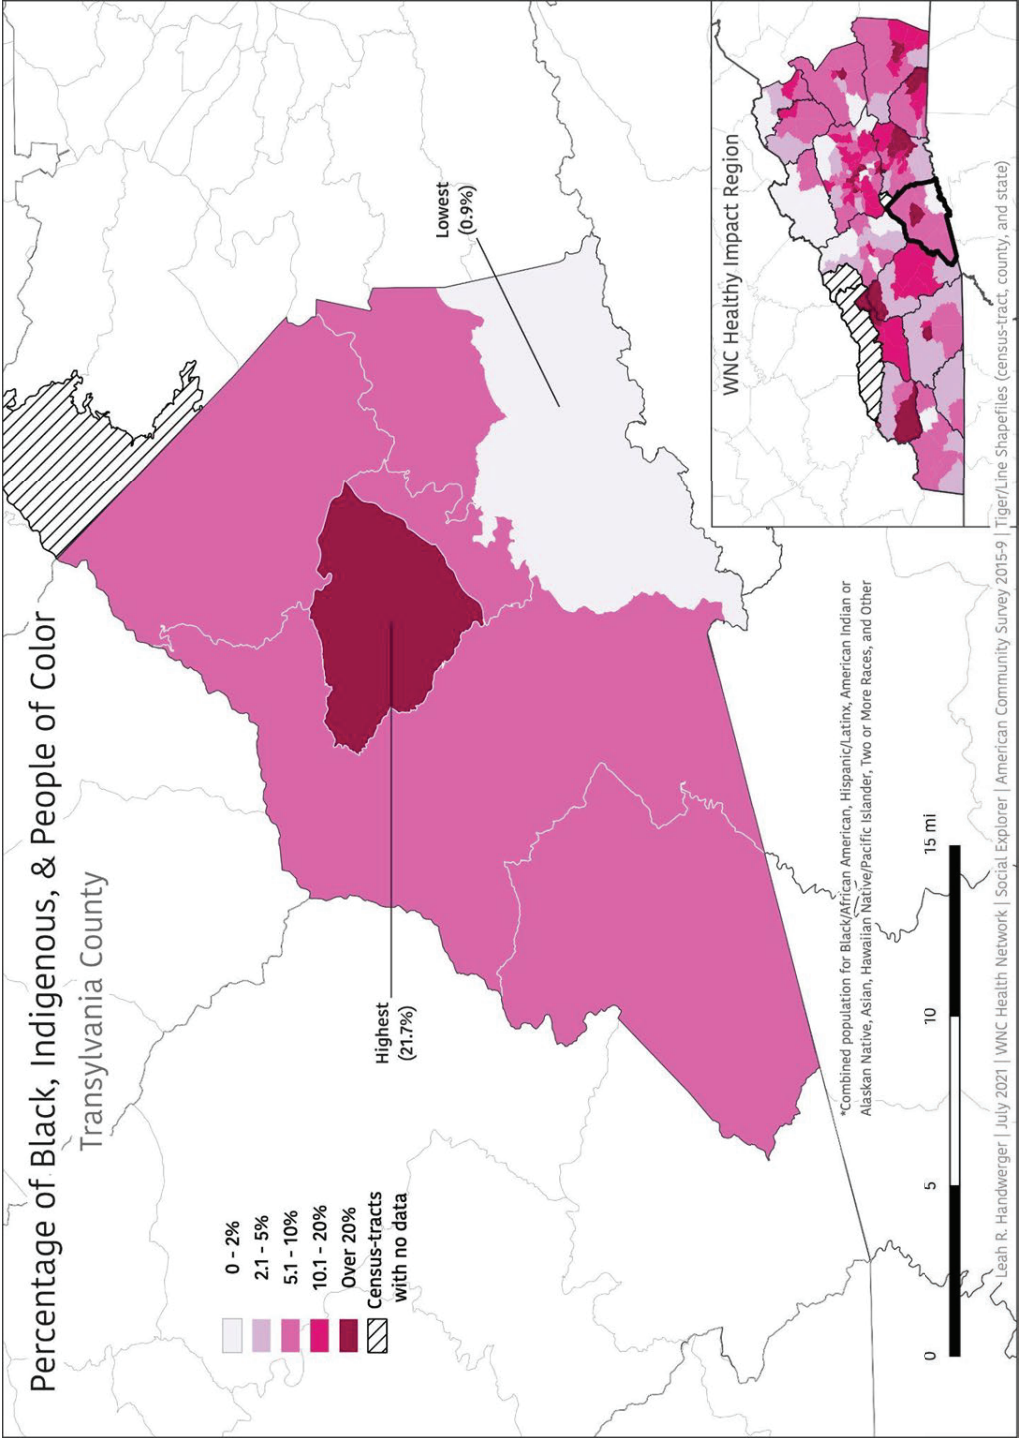 Percentage of Black, Indigenous, & People of Color
Transylvania County
Lowest
(0.9%)
Highest
(21.7%)
0 - 2%
2.1 - 5%
5.1 - 10%
10.1 - 20%
Over 20%
Census-tracts
with no data
WNC Healthy Impact Region
*Combined population for Black/African American, Hispanic/Latinx, American Indian or
Alaskan Native, Asian, Hawaiian Native/Pacific Islander, Two or More Races, and Other
0 5 10 15 mi
Leah R. Handwerger | July 2021 | WNC Health Network | Social Explorer | American Community Survey 2015-9 | Tiger/Line Shapefiles (census-tract, county, and state)